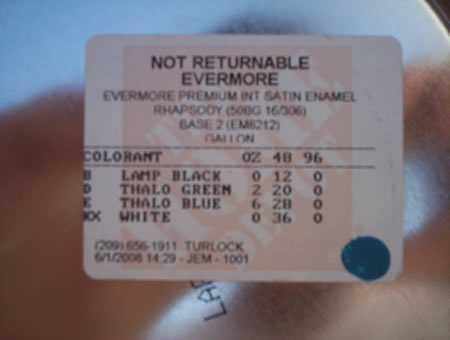 NOT RETURNABLE
EVERMORE
EVERMORE PREMIUM INT SATIN ENAMEL
RHAPSODY (50BG 16/306)
BASE 2 (EM6212)
GALLON
COLORANT OZ 48 96
B LAMP BLACK 0 12 0
D THALO GREEN 2 20 0
E THALO BLUE 6 28 0
KX WHITE 0 36 0
(209) 656-1911 TURLOCK
6/1/2008 14:29 - JEM - 1001